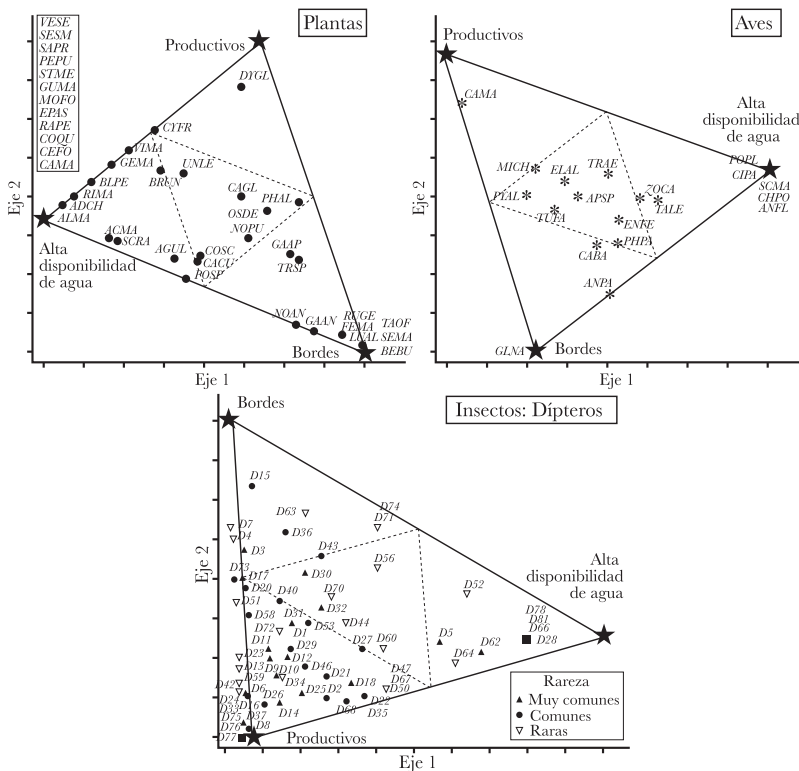 Plantas
VESE
SESM
SAPR
PEPU
STME
GUMA
MOFO
EPAS
RAPE
COQU
CEFO
CAMA
Productivos
DYGL
CYFR
VIMA
GEMA
BRUN
UNLE
BLPE
RIMA
ADCH
ALMA
CAGL
PHAL
OSDE
NOPU
ACMA
SCRA
Alta
disponibilidad
de agua
AGUL
COSC
CACU
POSP
GAAP
TRSP
NOAN
GAAN
RUGE
FEMA
LUAL
TAOF
SEMA
BEBU
Bordes
Eje 2
Eje 1
Aves
Productivos
CAMA
Alta
disponibilidad
de agua
POPL
CIPA
SCMA
CHPO
ANFL
MICH
ELAL
TRAE
PYAL
APSP
ZOCA
TALE
TUFA
ENFE
PHPA
CABA
ANPA
GLNA
Bordes
Eje 2
Eje 1
Insectos: Dípteros
Bordes
D15
D63
D74
D71
D7
D4
D36
D3
D43
D56
D73
D17
D20
D30
D52
D51
D40
D70
D58
D32
D31
D53
D44
D72
D1
D11
D29
D27
D60
D5
D62
D64
D23
D12
D13
D9
D10
D46
D59
D34
D21
D18
D47
D67
D50
D42
D6
D24
D16
D26
D25
D2
D22
D33
D37
D14
D68
D35
D75
D76
D8
D77
Productivos
Alta
disponibilidad
de agua
D78
D81
D66
D28
Rareza
Muy comunes
Comunes
Raras
Eje 2
Eje 1